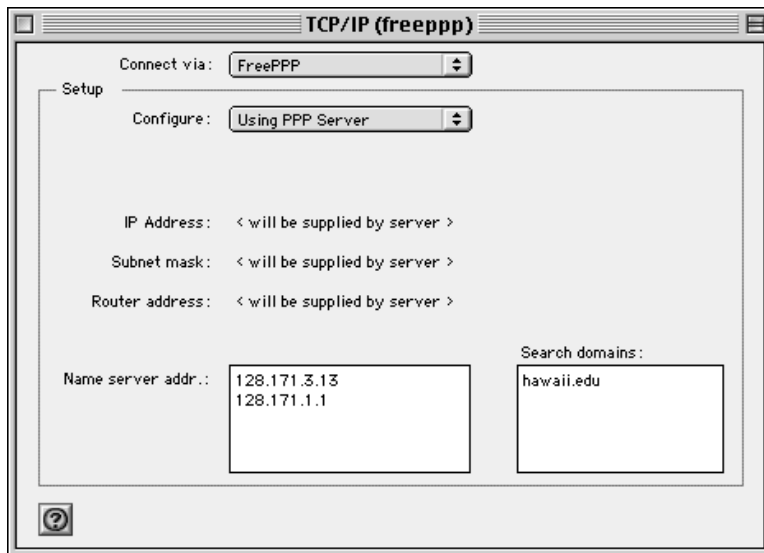 TCP/IP (freeppp)
Connect via: FreePPP
Setup
Configure: Using PPP Server
IP Address: < will be supplied by server >
Subnet mask: < will be supplied by server >
Router address: < will be supplied by server >
Search domains:
Name server addr.: 128.171.3.13
128.171.1.1
hawaii.edu
?